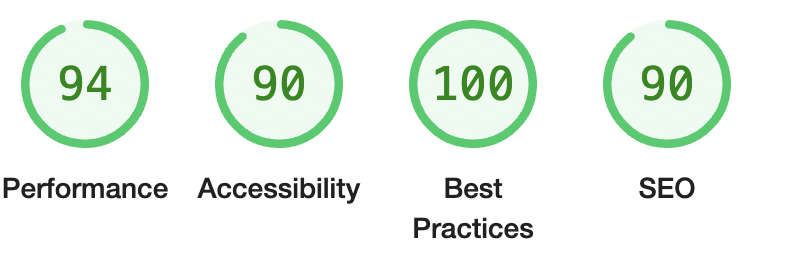 94 90 100 90
Performance Accessibility Best SEO
Practices